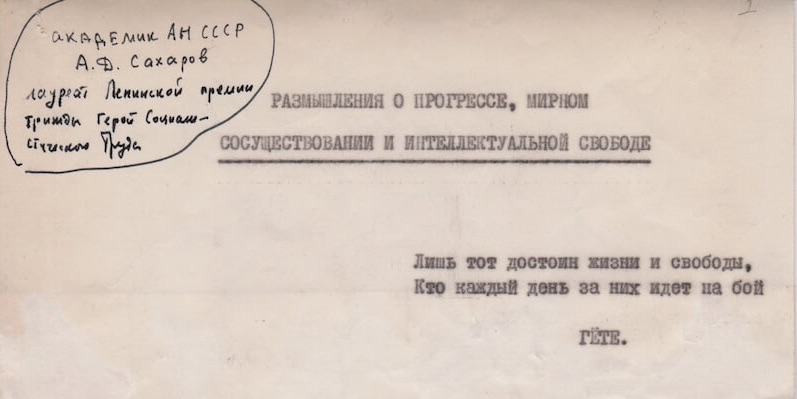 1
академик АН СССР
А.Д. Сахаров
лауреат Ленинской премии
трижды Герой Социали-
стического Труда
РАЗМЫШЛЕНИЯ О ПРОГРЕССЕ, МИРНОМ
СОСУЩЕСТВОВАНИИ И ИНТЕЛЛЕКТУАЛЬНОЙ СВОБОДЕ
Лишь тот достоин жизни и свободы,
Кто каждый день за них идет на бой
ГЁТЕ.